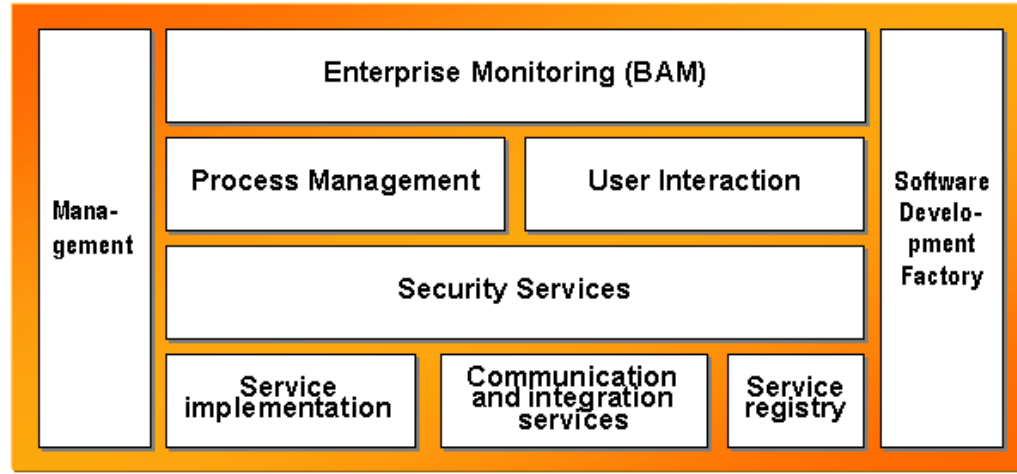 Enterprise Monitoring (BAM)
Process Management
User Interaction
Mana-
gement
Software
Develo-
pment
Factory
Security Services
Service
implementation
Communication
and integration
services
Service
registry